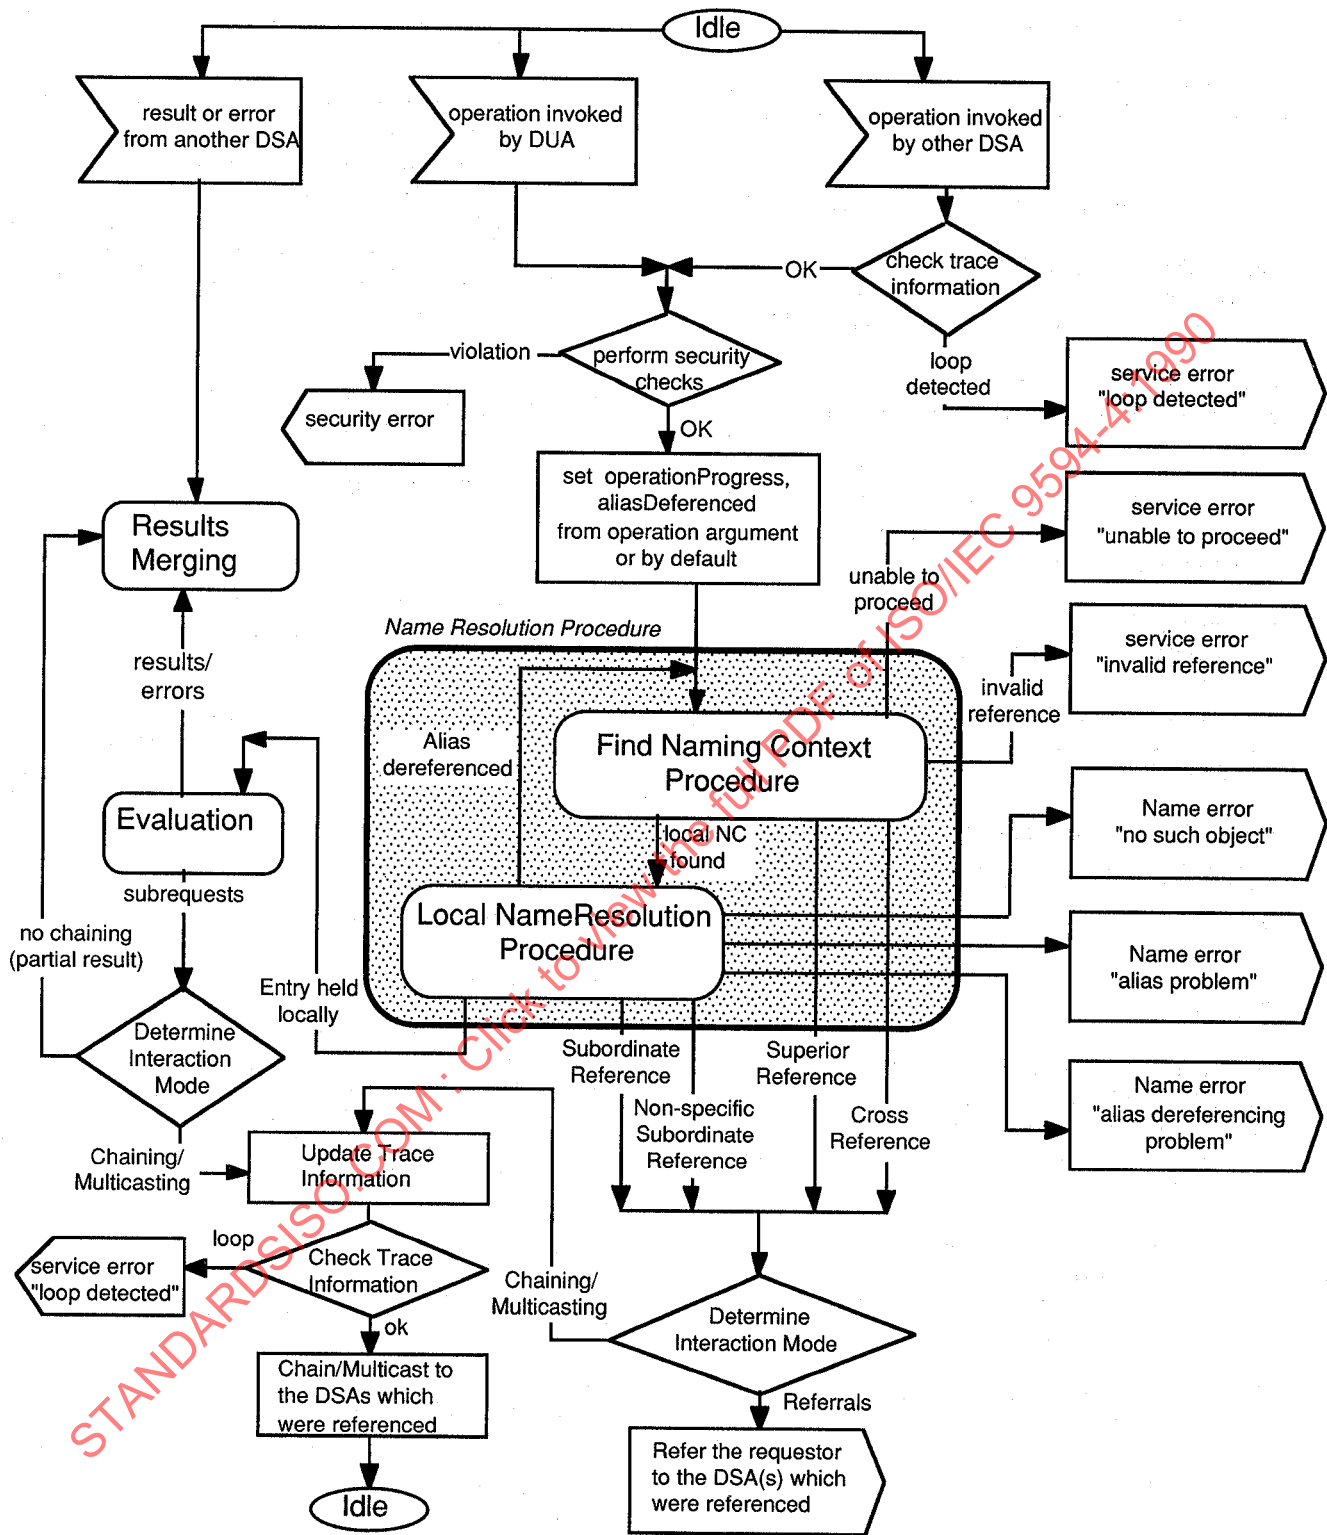 Idle
result or error
from another DSA
operation invoked
by DUA
operation invoked
by other DSA
OK
check trace
information
violation
perform security
checks
loop
detected
service error
"loop detected"
security error
OK
set operationProgress,
aliasDeferenced
from operation argument
or by default
service error
"unable to proceed"
unable to
proceed
Results
Merging
Name Resolution Procedure
service error
"invalid reference"
results/
errors
invalid
reference
Alias
dereferenced
Find Naming Context
Procedure
Evaluation
local NC
found
Name error
"no such object"
subrequests
no chaining
(partial result)
Local NameResolution
Procedure
Name error
"alias problem"
Entry held
locally
Determine
Interaction
Mode
Subordinate
Reference
Superior
Reference
Name error
"alias dereferencing
problem"
Non-specific
Subordinate
Reference
Cross
Reference
Chaining/
Multicasting
Update Trace
Information
loop
service error
"loop detected"
Check Trace
Information
Chaining/
Multicasting
Determine
Interaction Mode
ok
Chain/Multicast to
the DSAs which
were referenced
Referrals
Refer the requestor
to the DSA(s) which
were referenced
Idle
STANDARDSISO.COM : Click to view the full PDF of ISO/IEC 9594-4:1990